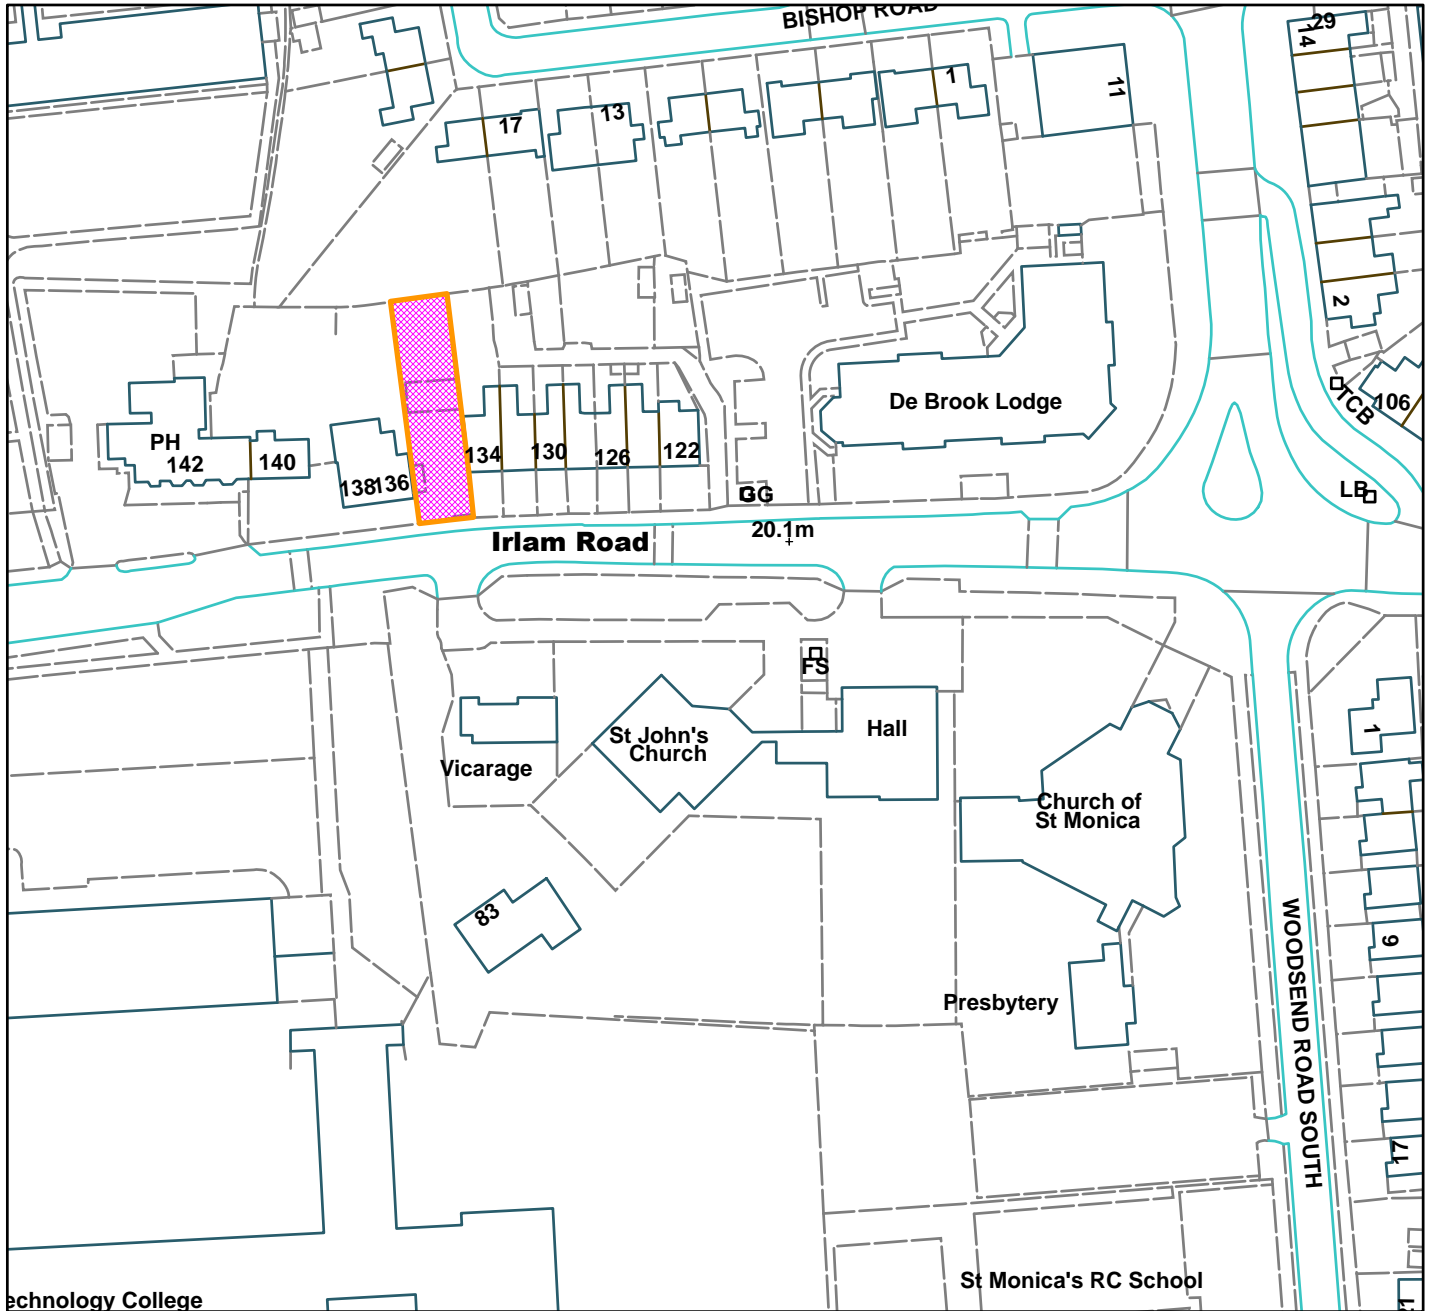 BISHOP ROAD
29
14
1
11
17
13
2
TCB
106
De Brook Lodge
PH
142
140
138
136
134
130
126
122
GG
LB
20.1m
Irlam Road
FS
St John's
Church
Hall
Vicarage
1
Church of
St Monica
83
9
WOODSEND ROAD SOUTH
Presbytery
17
St Monica's RC School
echnology College